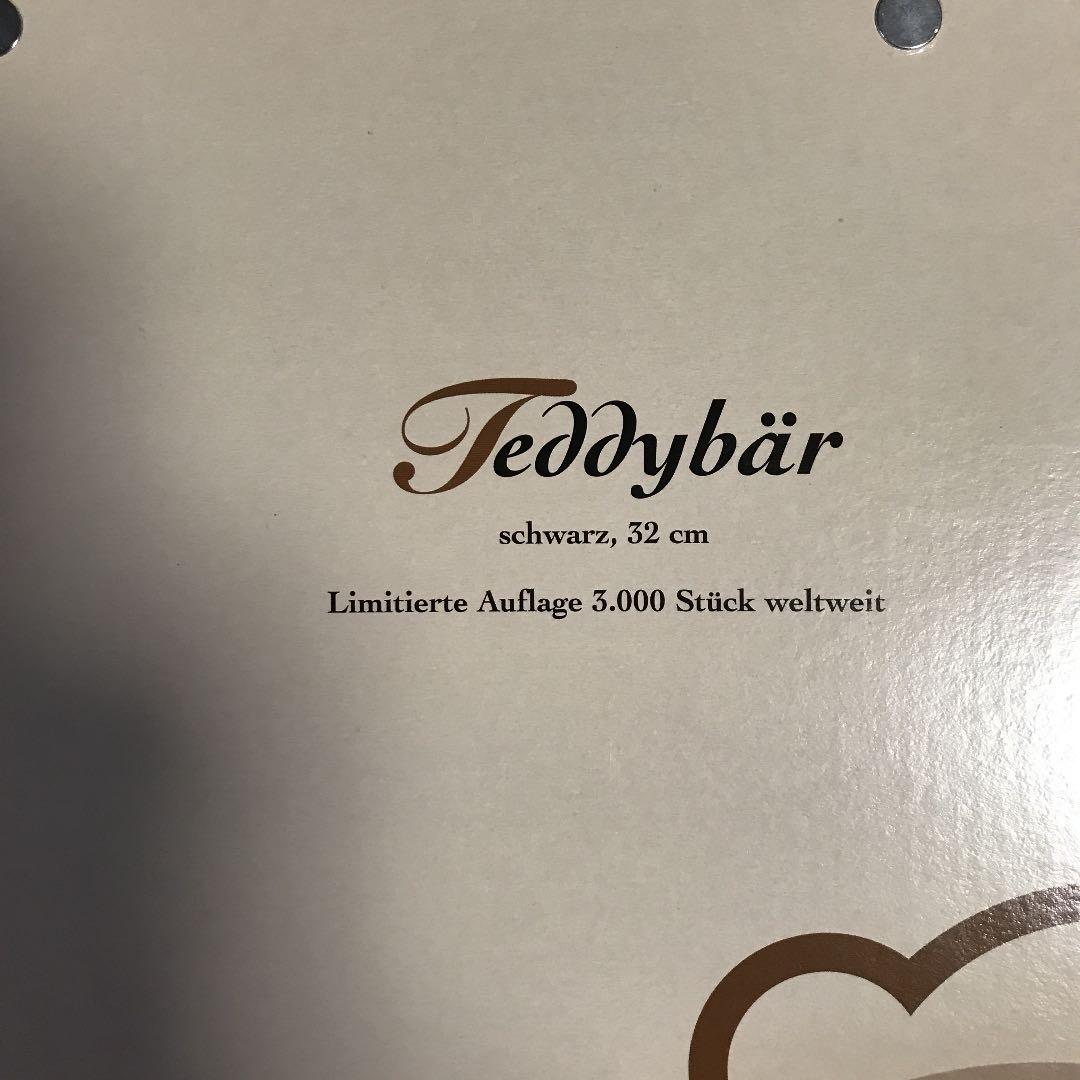 Teddybär
schwarz, 32 cm
Limitierte Auflage 3.000 Stück weltweit